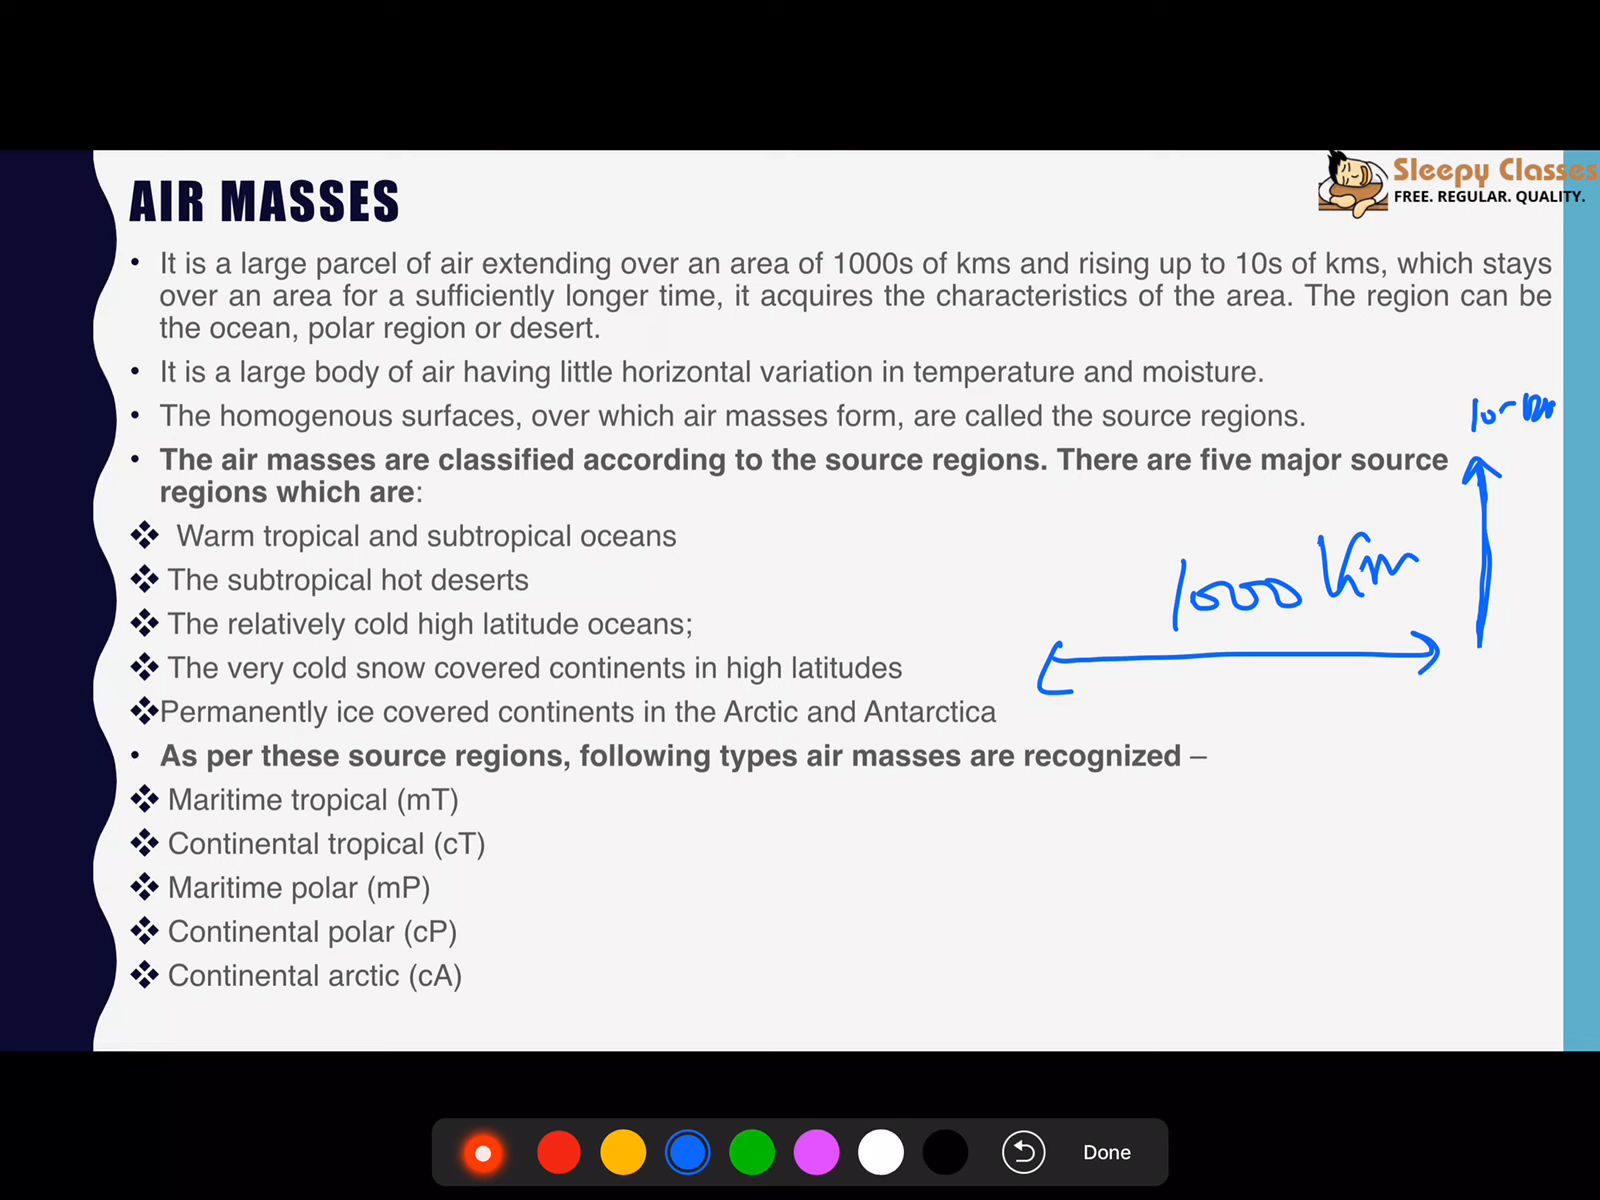 Sleepy Classes
FREE. REGULAR. QUALITY.
AIR MASSES
• It is a large parcel of air extending over an area of 1000s of kms and rising up to 10s of kms, which stays
over an area for a sufficiently longer time, it acquires the characteristics of the area. The region can be
the ocean, polar region or desert.
• It is a large body of air having little horizontal variation in temperature and moisture.
• The homogenous surfaces, over which air masses form, are called the source regions.
• The air masses are classified according to the source regions. There are five major source
regions which are:
❖ Warm tropical and subtropical oceans
❖ The subtropical hot deserts
❖ The relatively cold high latitude oceans;
❖ The very cold snow covered continents in high latitudes
❖Permanently ice covered continents in the Arctic and Antarctica
• As per these source regions, following types air masses are recognized –
❖ Maritime tropical (mT)
❖ Continental tropical (cT)
❖ Maritime polar (mP)
❖ Continental polar (cP)
❖ Continental arctic (cA)
1000 Km
Done